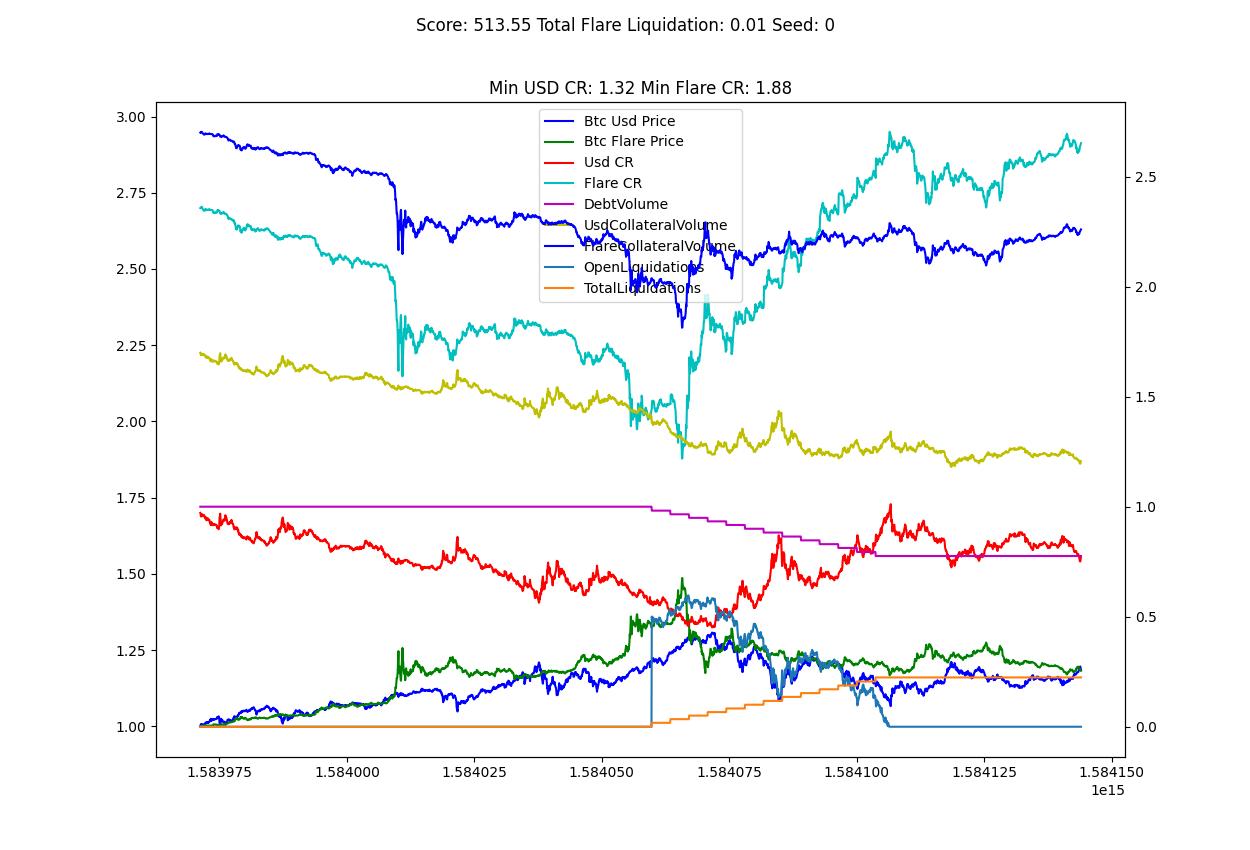 Score: 513.55 Total Flare Liquidation: 0.01 Seed: 0
Min USD CR: 1.32 Min Flare CR: 1.88
3.00
2.75
2.50
2.25
2.00
1.75
1.50
1.25
1.00
Btc Usd Price
Btc Flare Price
Usd CR
Flare CR
DebtVolume
UsdCollateralVolume
FlareCollateralVolume
OpenLiquidations
TotalLiquidations
2.5
2.0
1.5
1.0
0.5
0.0
1.583975 1.584000 1.584025 1.584050 1.584075 1.584100 1.584125 1.584150
1e15